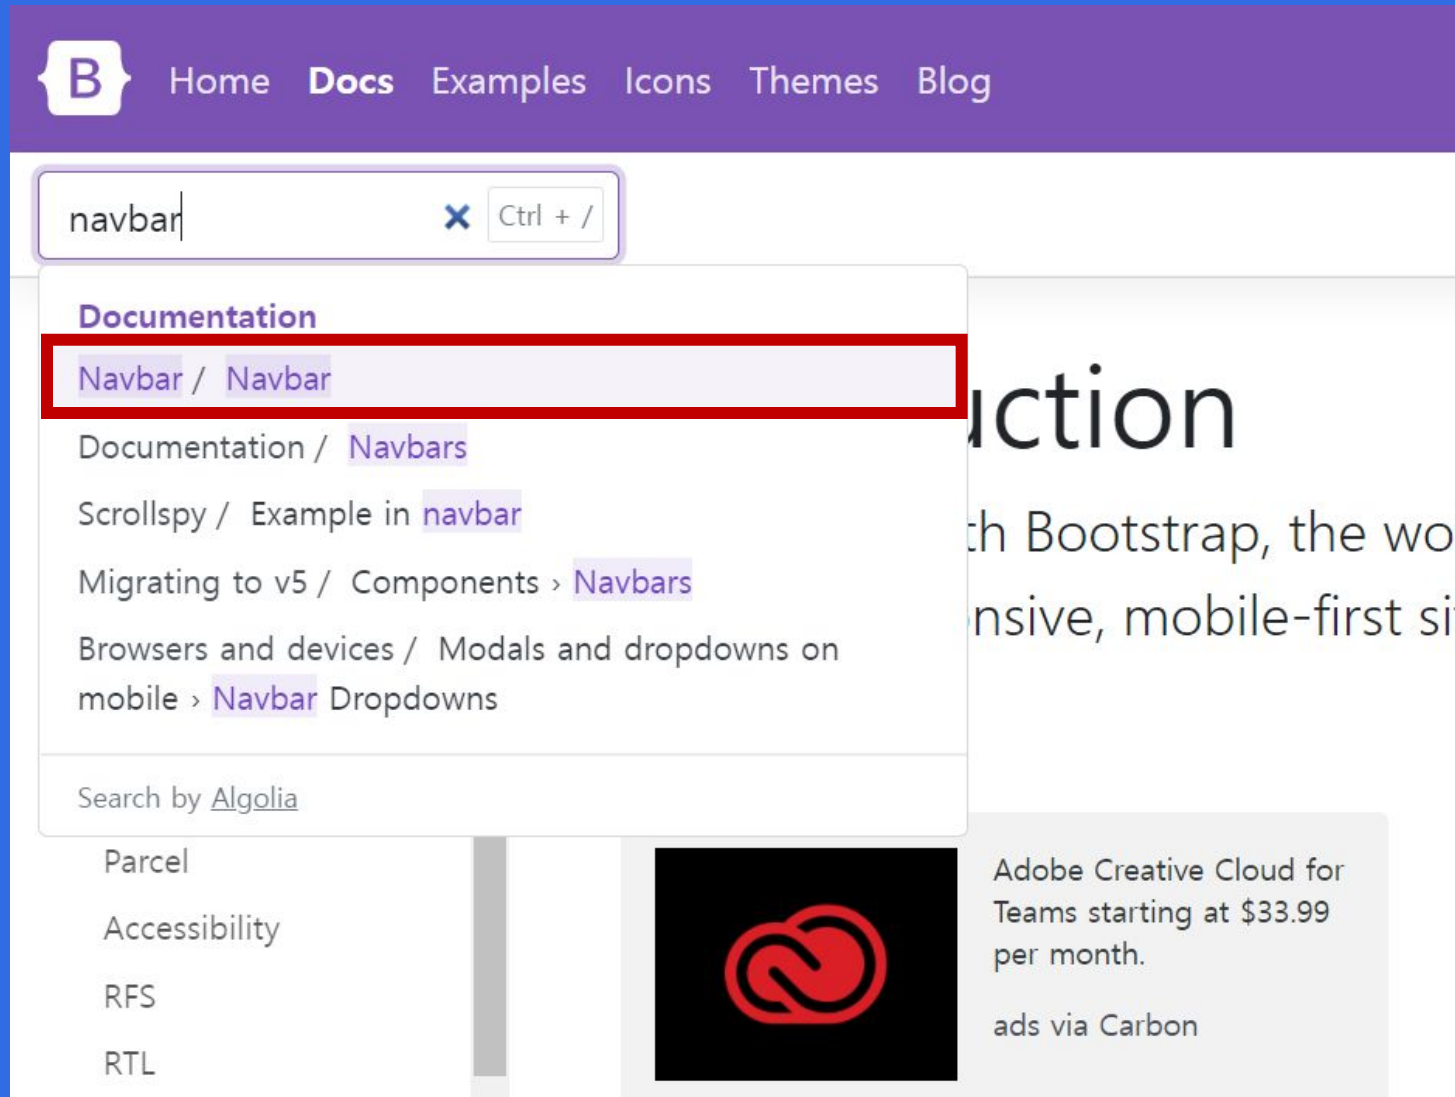 B Home Docs Examples Icons Themes Blog
navbar Ctrl + /
Documentation
Navbar / Navbar
Documentation / Navbars
Scrollspy / Example in navbar
Migrating to v5 / Components › Navbars
Browsers and devices / Modals and dropdowns on
mobile › Navbar Dropdowns
Search by Algolia
uction
th Bootstrap, the wo
nsive, mobile-first si
Parcel
Accessibility
RFS
RTL
Adobe Creative Cloud for
Teams starting at $33.99
per month.
ads via Carbon